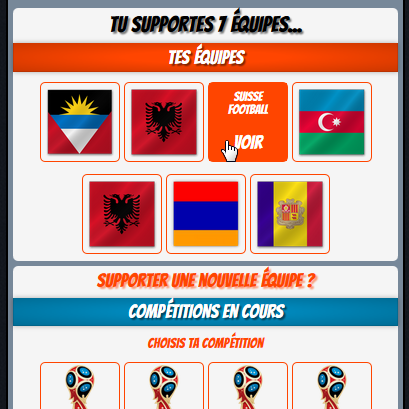 TU SUPPORTES 7 ÉQUIPES...
TES ÉQUIPES
SUISSE
FOOTBALL
VOIR
SUPPORTER UNE NOUVELLE ÉQUIPE ?
COMPÉTITIONS EN COURS
CHOISIS TA COMPÉTITION